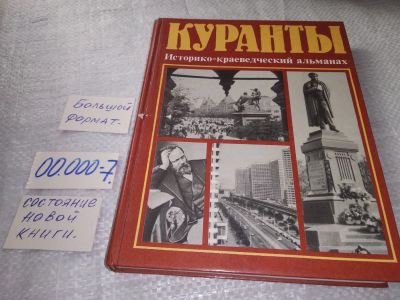 КУРАНТЫ
Историко-краеведческий альманах
Большой
формат.
00.000-7.
состояние
новой
книги.